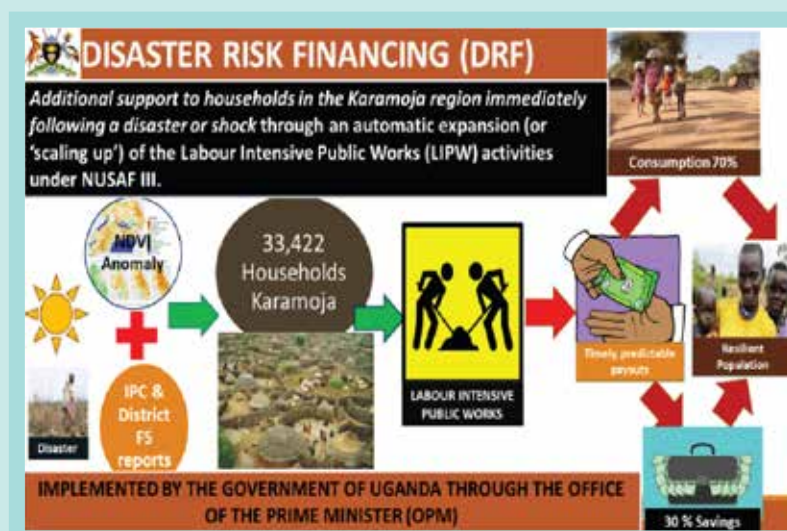 DISASTER RISK FINANCING (DRF)
Additional support to households in the Karamoja region immediately
following a disaster or shock through an automatic expansion (or
'scaling up') of the Labour Intensive Public Works (LIPW) activities
under NUSAF III.
Consumption 70%
NDVI
Anomaly
33,422
Households
Karamoja
IPC &
District
FS
reports
Disaster
LABOUR INTENSIVE
PUBLIC WORKS
Timely, predictable
payouts
Resilient
Population
30 % Savings
IMPLEMENTED BY THE GOVERNMENT OF UGANDA THROUGH THE OFFICE
OF THE PRIME MINISTER (OPM)